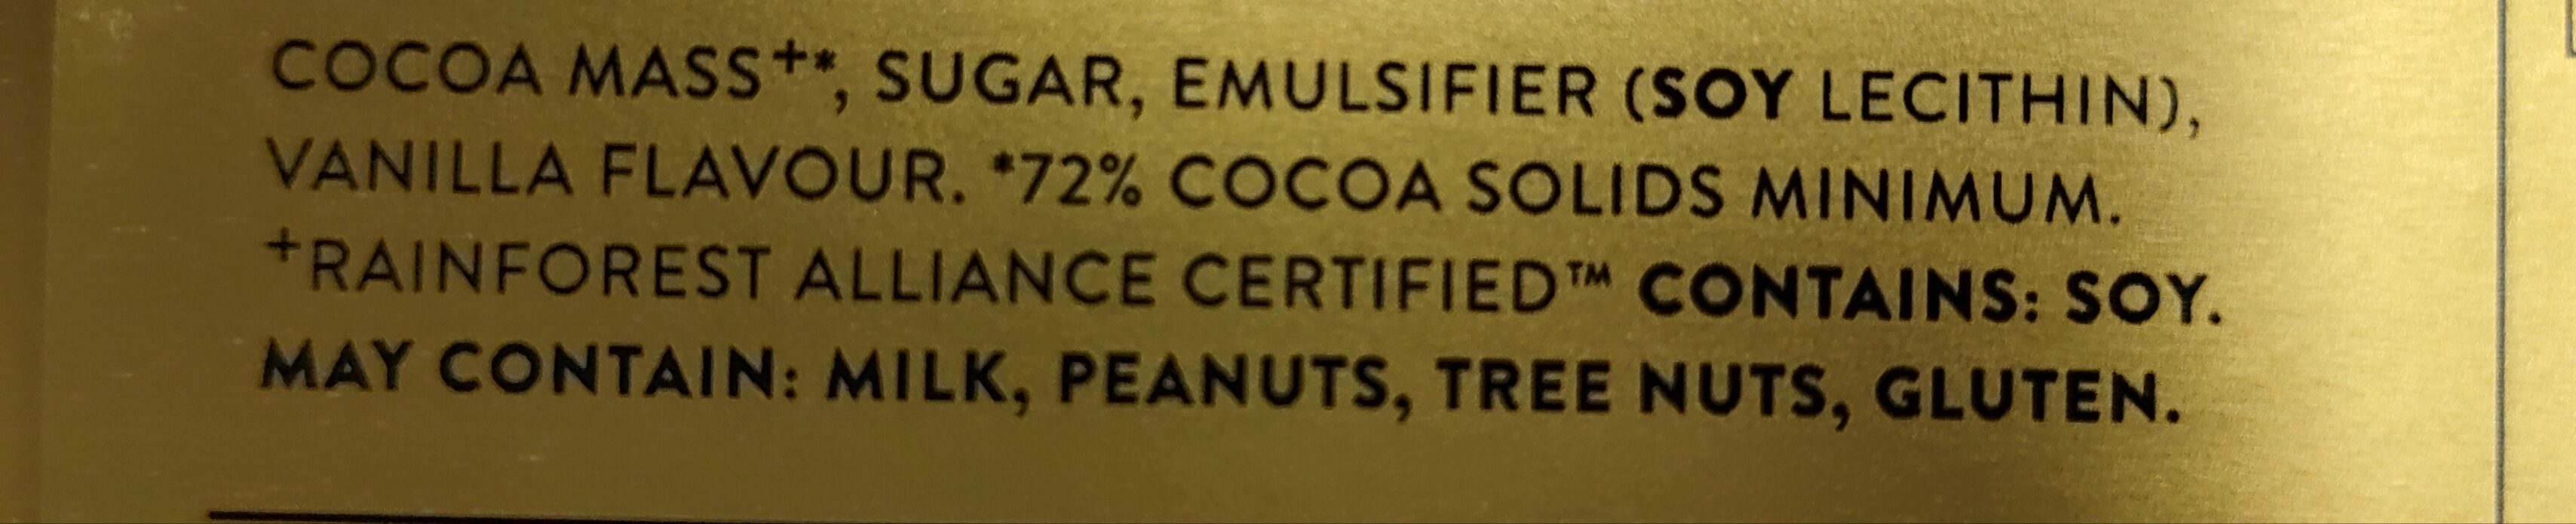 COCOA MASS⁺*, SUGAR, EMULSIFIER (SOY LECITHIN),
VANILLA FLAVOUR. *72% COCOA SOLIDS MINIMUM.
⁺RAINFOREST ALLIANCE CERTIFIED™ CONTAINS: SOY.
MAY CONTAIN: MILK, PEANUTS, TREE NUTS, GLUTEN.